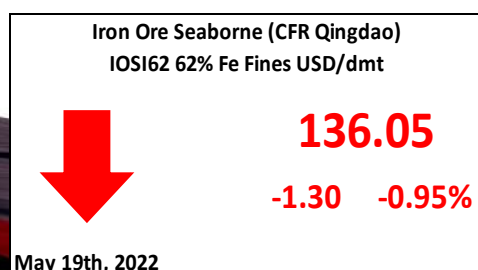 Iron Ore Seaborne (CFR Qingdao)
IOSI62 62% Fe Fines USD/dmt
136.05
-1.30 -0.95%
May 19th, 2022